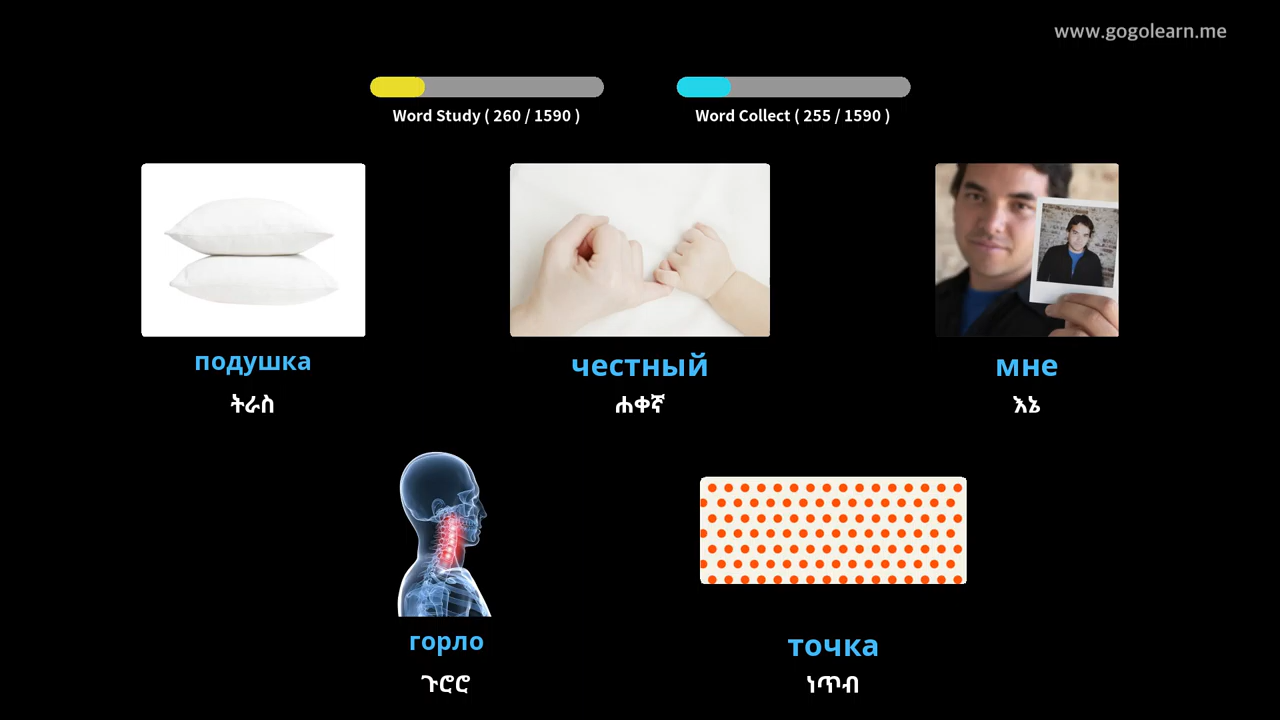 www.gogolearn.me
Word Study ( 260 / 1590 )
Word Collect ( 255 / 1590 )
подушка
ትራስ
честный
ሐቀኛ
мне
እኔ
горло
ጉሮሮ
точка
ነጥብ